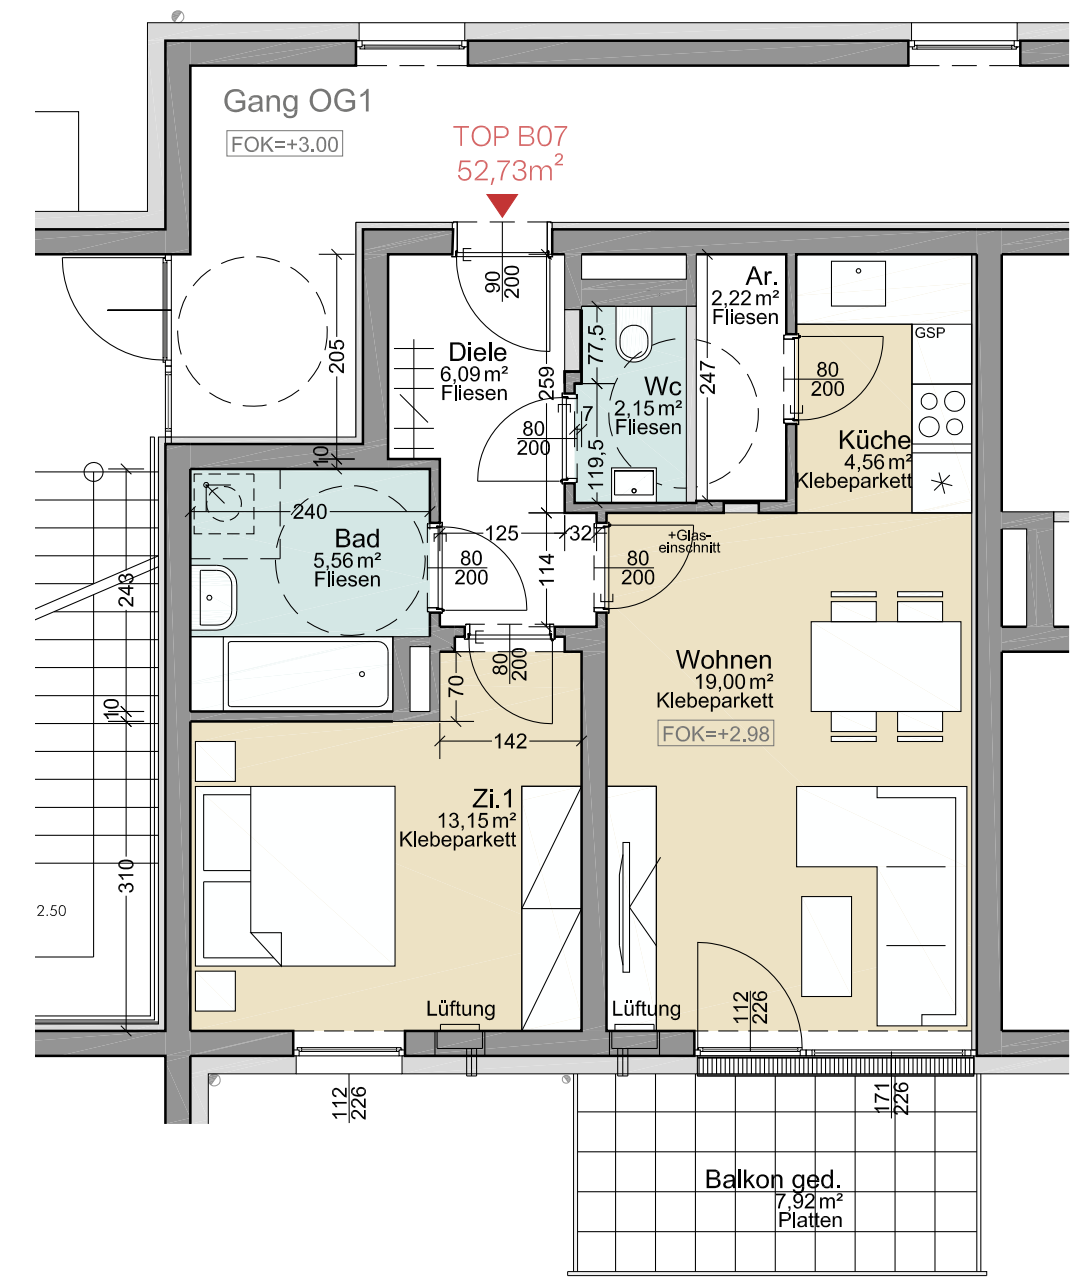 Gang OG1
FOK=+3.00
TOP B07
52,73m²
90
200
205
10
Diele
6,09 m²
Fliesen
259
77,5
Wc
2,15 m²
Fliesen
7
119,5
80
200
Ar.
2,22 m²
Fliesen
247
80
200
GSP
Küche
4,56 m²
Klebeparkett
240
Bad
5,56 m²
Fliesen
125
32
80
200
114
+Glas-
einschnitt
80
200
243
10
310
2.50
80
200
70
142
Wohnen
19,00 m²
Klebeparkett
FOK=+2.98
Zi.1
13,15 m²
Klebeparkett
Lüftung
Lüftung
112
226
112
226
171
226
Balkon ged.
7,92 m²
Platten